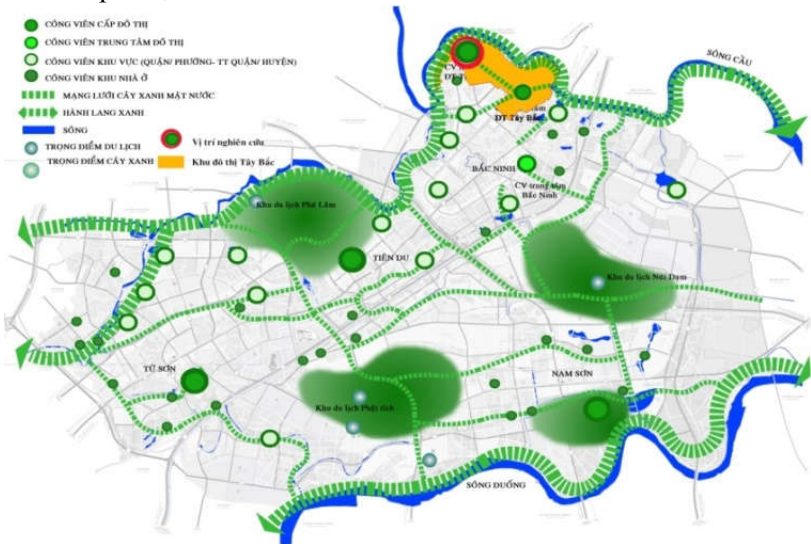 CÔNG VIÊN CẤP ĐÔ THỊ
CÔNG VIÊN TRUNG TÂM ĐÔ THỊ
CÔNG VIÊN KHU VỰC (QUẬN/ PHƯỜNG- TT QUẬN/ HUYỆN)
CÔNG VIÊN KHU NHÀ Ở
MẠNG LƯỚI CÂY XANH MẶT NƯỚC
HÀNH LANG XANH
SÔNG
Vị trí nghiên cứu
TRỌNG ĐIỂM DU LỊCH
TRỌNG ĐIỂM CÂY XANH
Khu đô thị Tây Bắc
SÔNG CẦU
ĐT Tây Bắc
BẮC NINH
CV trung tâm
Bắc Ninh
Khu du lịch Phú Lâm
TIÊN DU
Khu du lịch Núi Dạm
TỪ SƠN
NAM SƠN
Khu du lịch Phật tích
SÔNG ĐUỐNG